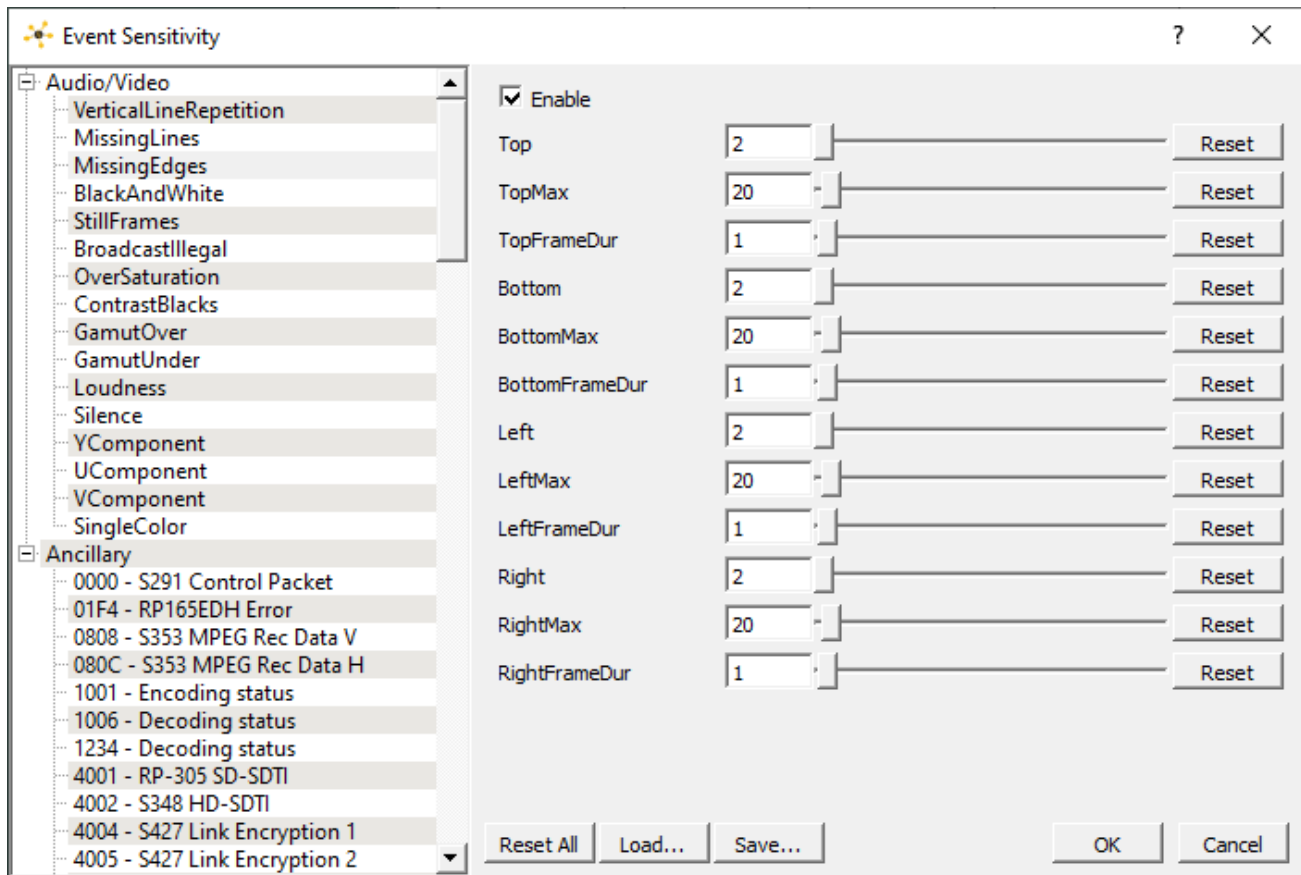 Event Sensitivity
?
Audio/Video
VerticalLineRepetition
MissingLines
MissingEdges
BlackAndWhite
StillFrames
BroadcastIllegal
OverSaturation
ContrastBlacks
GamutOver
GamutUnder
Loudness
Silence
YComponent
UComponent
VComponent
SingleColor
Ancillary
0000 - S291 Control Packet
01F4 - RP165EDH Error
0808 - S353 MPEG Rec Data V
080C - S353 MPEG Rec Data H
1001 - Encoding status
1006 - Decoding status
1234 - Decoding status
4001 - RP-305 SD-SDTI
4002 - S348 HD-SDTI
4004 - S427 Link Encryption 1
4005 - S427 Link Encryption 2
Enable
Top 2 Reset
TopMax 20 Reset
TopFrameDur 1 Reset
Bottom 2 Reset
BottomMax 20 Reset
BottomFrameDur 1 Reset
Left 2 Reset
LeftMax 20 Reset
LeftFrameDur 1 Reset
Right 2 Reset
RightMax 20 Reset
RightFrameDur 1 Reset
Reset All Load... Save... OK Cancel